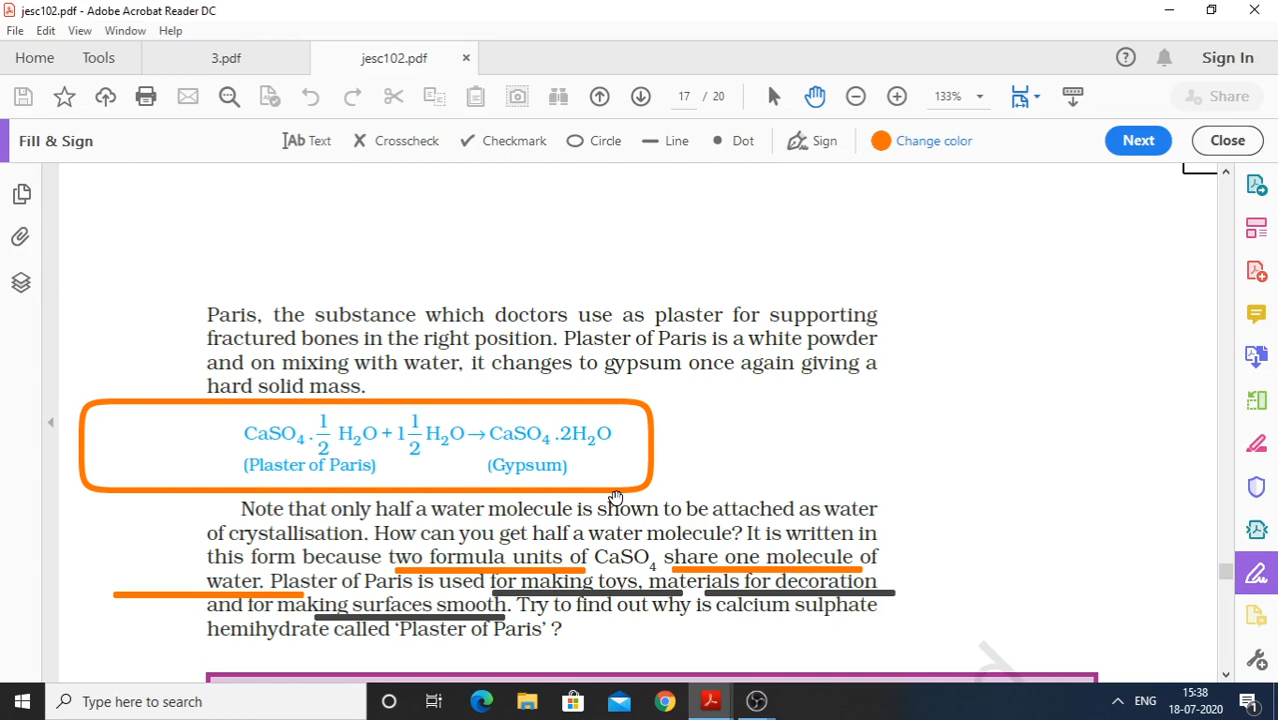 jesc102.pdf - Adobe Acrobat Reader DC
File Edit View Window Help
Home Tools 3.pdf jesc102.pdf × Sign In
17 / 20 133% Share
Fill & Sign Ab Text Crosscheck Checkmark Circle Line Dot Sign Change color Next Close
Paris, the substance which doctors use as plaster for supporting
fractured bones in the right position. Plaster of Paris is a white powder
and on mixing with water, it changes to gypsum once again giving a
hard solid mass.
CaSO₄ . 1/2 H₂O + 1 1/2 H₂O → CaSO₄ .2H₂O
(Plaster of Paris) (Gypsum)
Note that only half a water molecule is shown to be attached as water
of crystallisation. How can you get half a water molecule? It is written in
this form because two formula units of CaSO₄ share one molecule of
water. Plaster of Paris is used for making toys, materials for decoration
and for making surfaces smooth. Try to find out why is calcium sulphate
hemihydrate called ‘Plaster of Paris’ ?
d
Type here to search ENG 15:38
18-07-2020 1